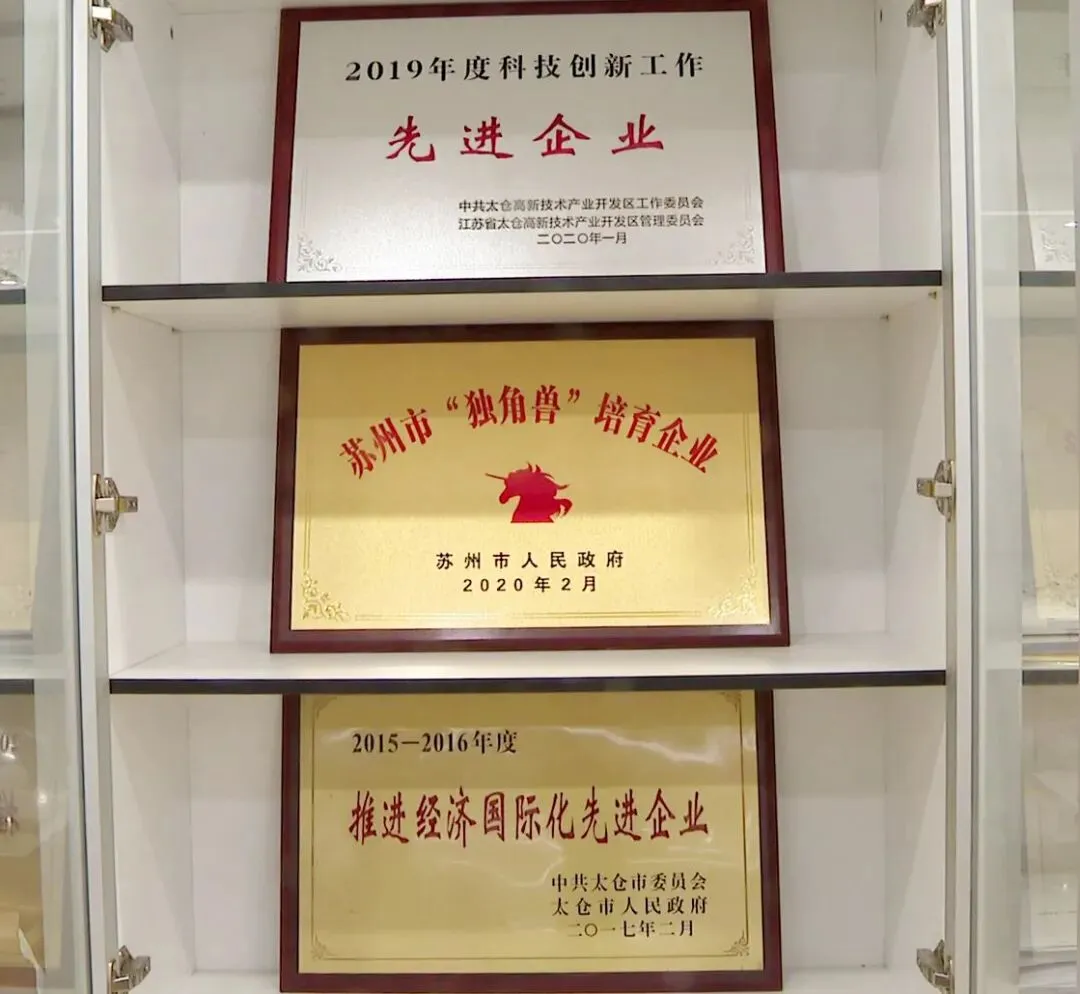 2019年度科技创新工作
先进企业
中共太仓高新技术产业开发区工作委员会
江苏省太仓高新技术产业开发区管理委员会
二〇二〇年一月
苏州市“独角兽”培育企业
苏州市人民政府
2020年2月
2015—2016年度
推进经济国际化先进企业
中共太仓市委员会
太仓市人民政府
二〇一七年二月